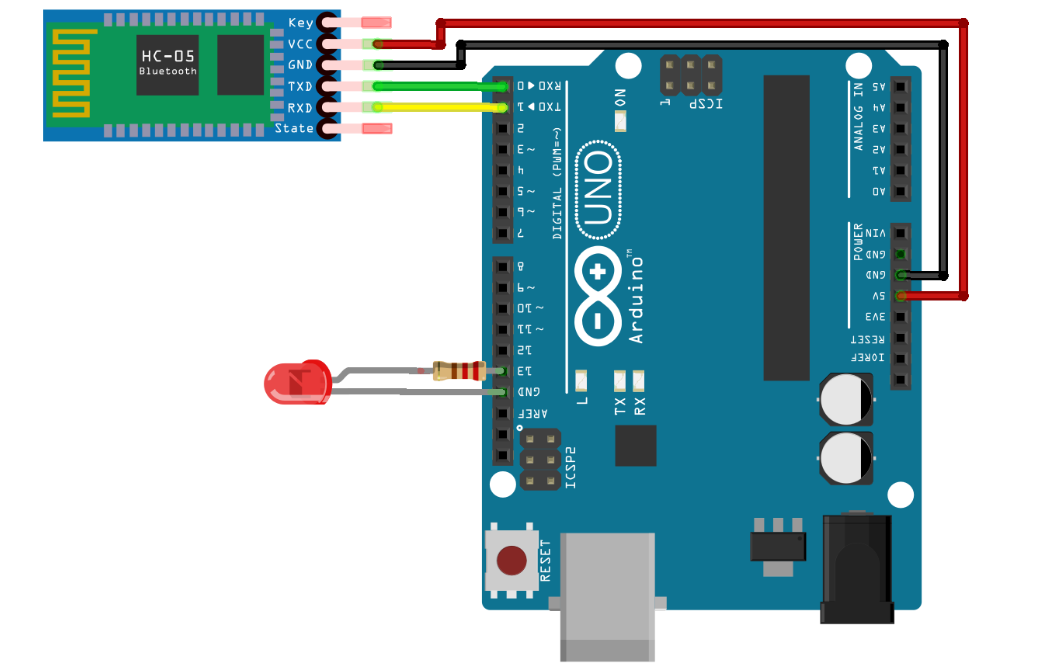 Key
VCC
GND
TXD
RXD
State
HC-05
Bluetooth
RXD ◄ 0
TXD ► 1
2
~ 3
4
~ 5
~ 6
7
8
~ 9
~ 10
~ 11
12
13
GND
AREF
DIGITAL (PWM=~)
ON
1
ICSP
UNO
Arduino™
L
TX
RX
ICSP2
RESET
ANALOG IN
A5
A4
A3
A2
A1
A0
POWER
VIN
GND
GND
5V
3V3
RESET
IOREF